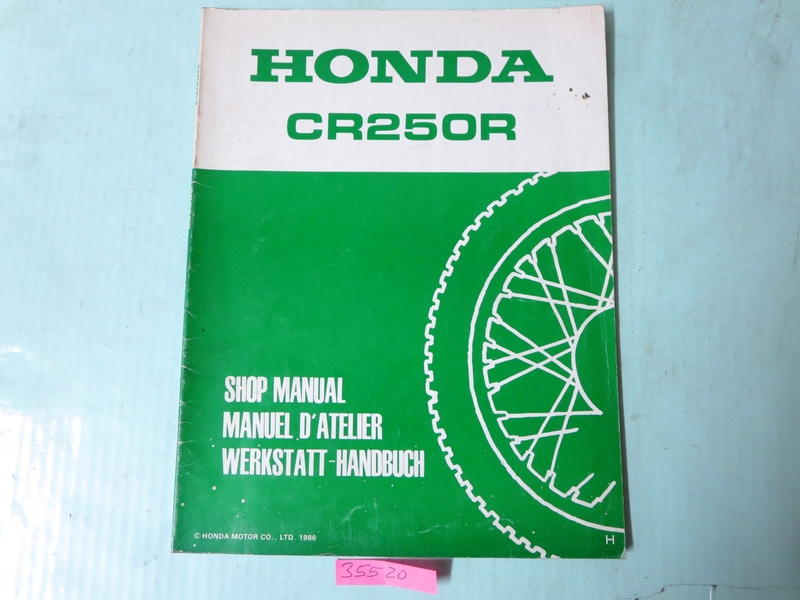 HONDA
CR250R
SHOP MANUAL
MANUEL D'ATELIER
WERKSTATT-HANDBUCH
© HONDA MOTOR CO., LTD. 1986
H
35520